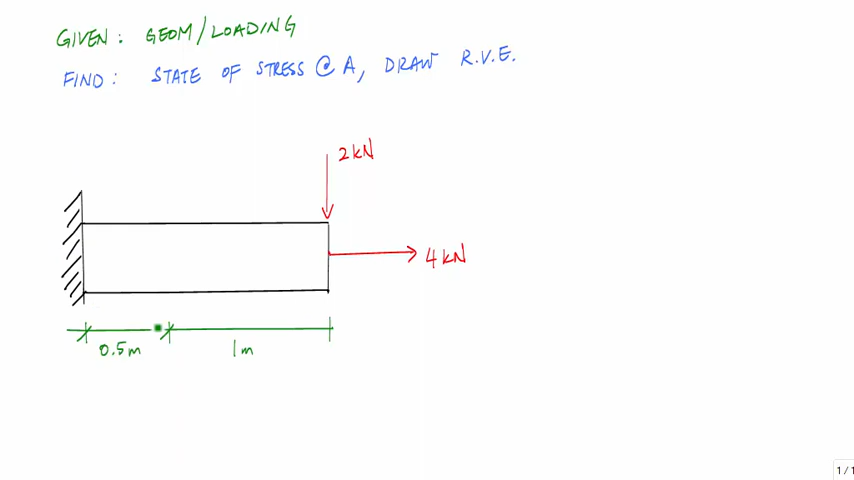 GIVEN: GEOM/LOADING
FIND: STATE OF STRESS @ A, DRAW R.V.E.
2kN
4kN
0.5m
1m
1/1